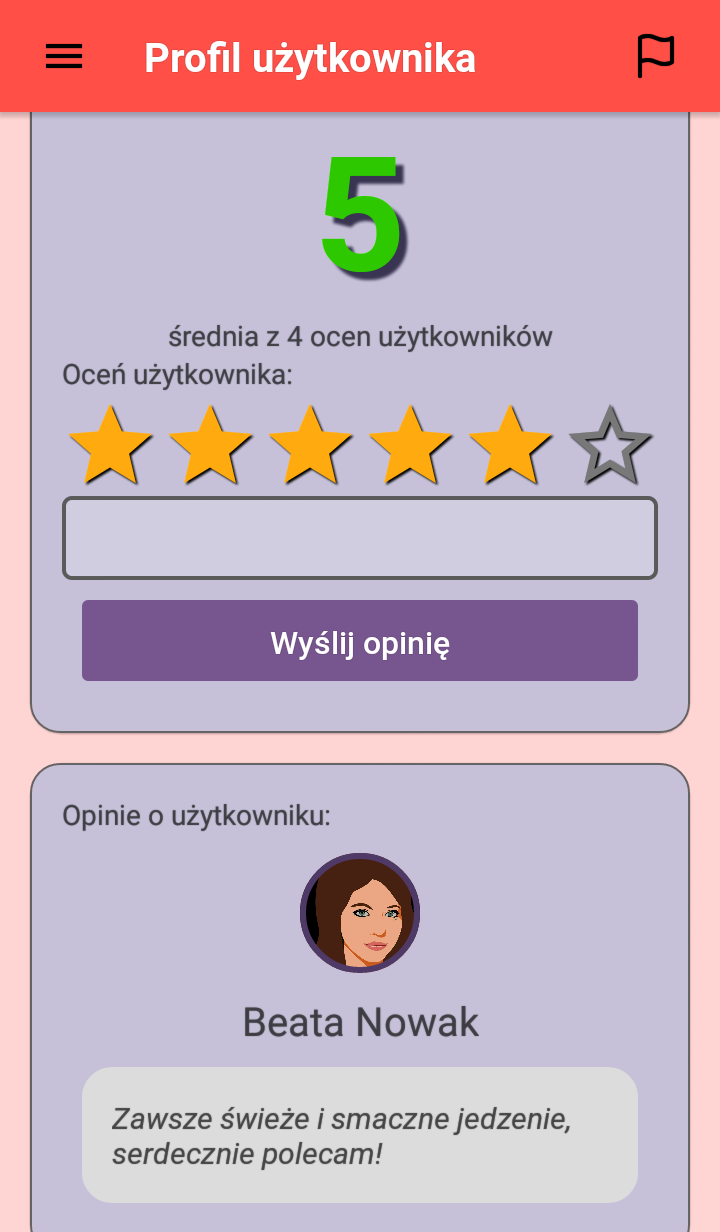 Profil użytkownika
5
średnia z 4 ocen użytkowników
Oceń użytkownika:
Wyślij opinię
Opinie o użytkowniku:
Beata Nowak
Zawsze świeże i smaczne jedzenie,
serdecznie polecam!